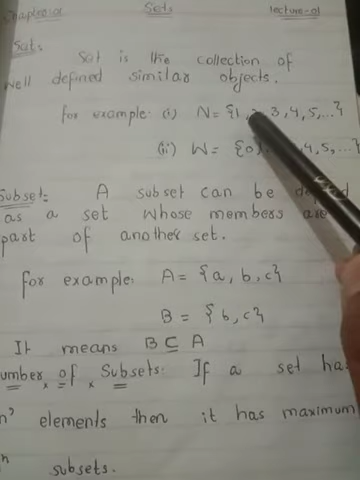 Chapter:01 Sets lecture-01
Set:
Set is the collection of
well defined similar objects.
for example: (i) N = {1, 3, 4, 5, ...}
(ii) W = {0, 4, 5, ...}
Subset: A subset can be
as a set whose members are
part of another set.
for example: A = {a, b, c}
B = {b, c}
It means B ⊆ A
umber of Subsets: If a set has
n' elements then it has maximum
n subsets.